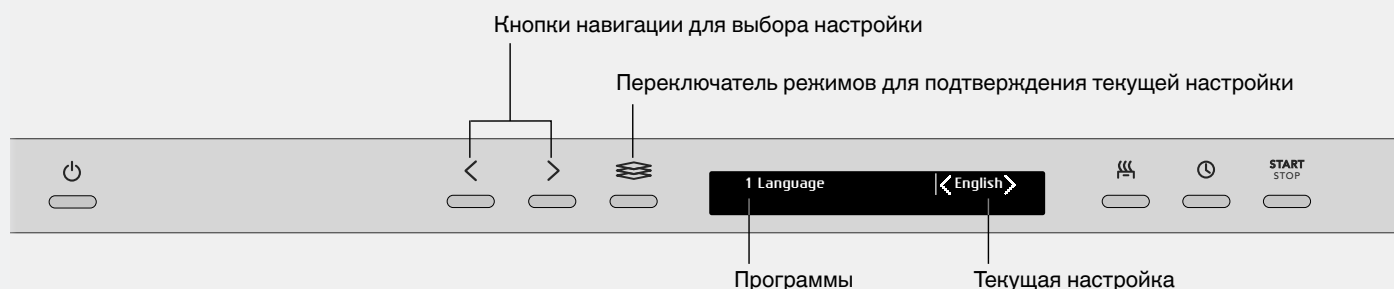 Кнопки навигации для выбора настройки
Переключатель режимов для подтверждения текущей настройки
1 Language
English
START
STOP
Программы
Текущая настройка